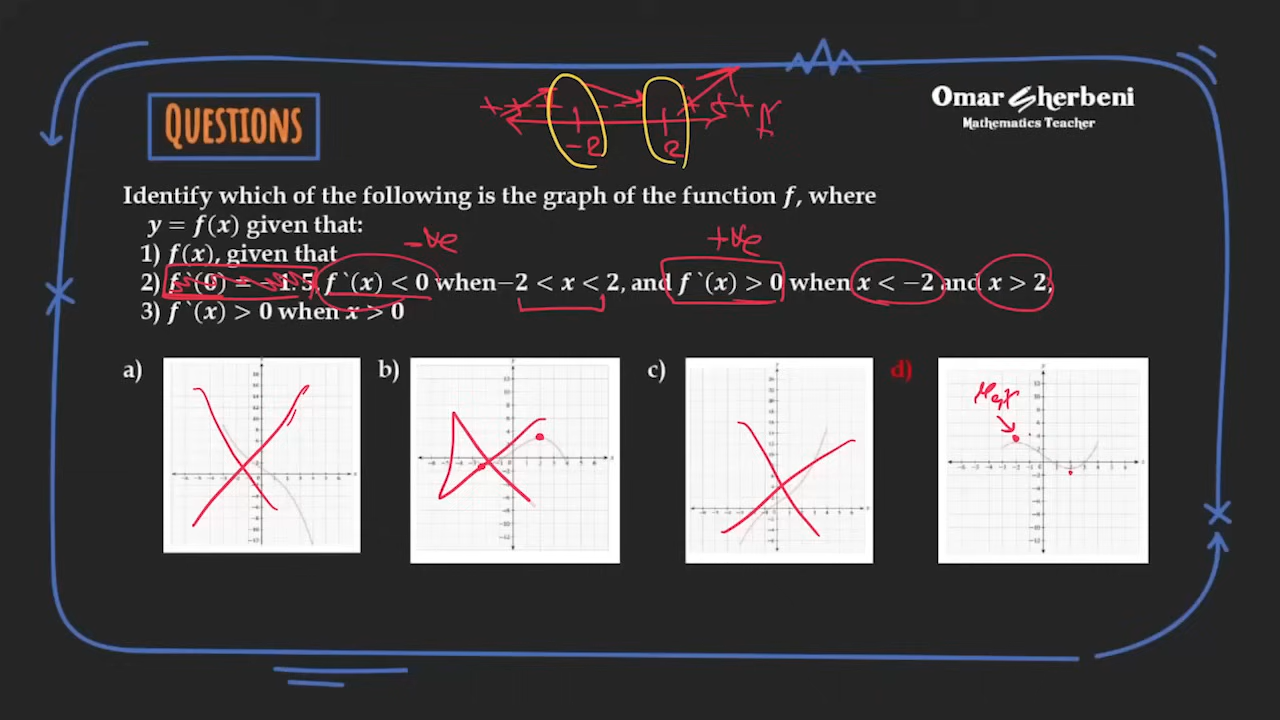 QUESTIONS
Omar Sherbeni
Mathematics Teacher
+ + + - - - + + + + f`
-2 2
Identify which of the following is the graph of the function f, where
y = f(x) given that:
-ve +ve
1) f(x), given that
2) f`(0) = -1.5, f`(x) < 0 when -2 < x < 2, and f`(x) > 0 when x < -2 and x > 2,
3) f`(x) > 0 when x > 0
a) b) c) d)
Max